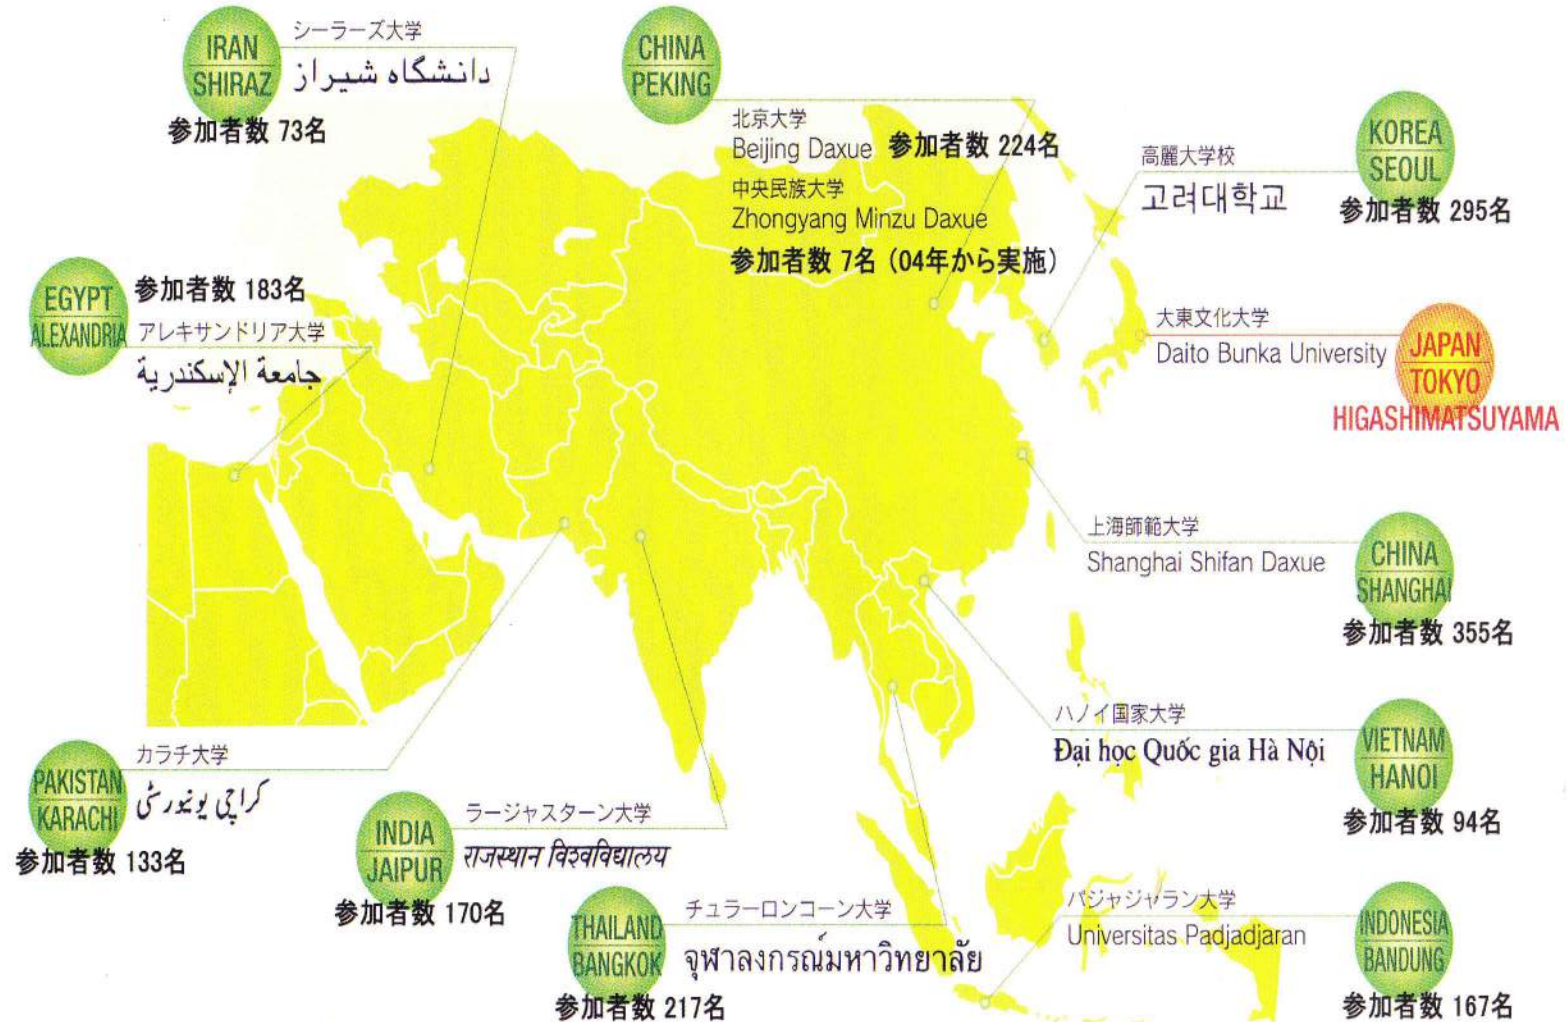 IRAN
SHIRAZ
シーラーズ大学
دانشگاه شیراز
参加者数 73名
CHINA
PEKING
北京大学
Beijing Daxue 参加者数 224名
中央民族大学
Zhongyang Minzu Daxue
参加者数 7名（04年から実施）
高麗大学校
고려대학교
KOREA
SEOUL
参加者数 295名
EGYPT
ALEXANDRIA
参加者数 183名
アレキサンドリア大学
جامعة الإسكندرية
大東文化大学
Daito Bunka University
JAPAN
TOKYO
HIGASHIMATSUYAMA
上海師範大学
Shanghai Shifan Daxue
CHINA
SHANGHAI
参加者数 355名
ハノイ国家大学
Đại học Quốc gia Hà Nội
VIETNAM
HANOI
参加者数 94名
PAKISTAN
KARACHI
カラチ大学
کراچی یونیورسٹی
参加者数 133名
INDIA
JAIPUR
ラージャスターン大学
राजस्थान विश्वविद्यालय
参加者数 170名
THAILAND
BANGKOK
チュラーロンコーン大学
จุฬาลงกรณ์มหาวิทยาลัย
参加者数 217名
パジャジャラン大学
Universitas Padjadjaran
INDONESIA
BANDUNG
参加者数 167名